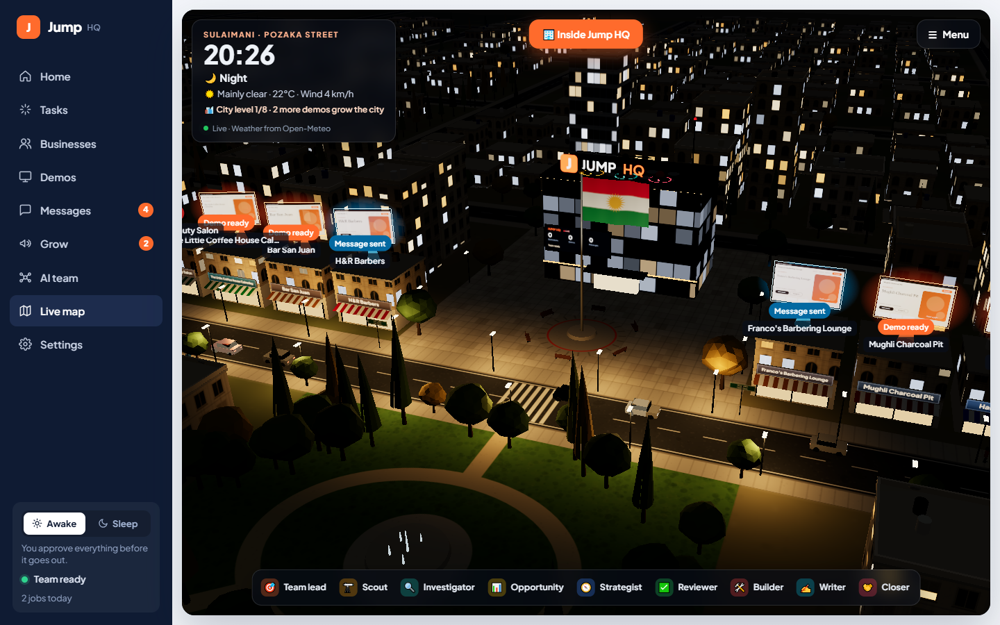 J Jump HQ
Home
Tasks
Businesses
Demos
Messages 4
Grow 2
AI team
Live map
Settings
Awake Sleep
You approve everything before
it goes out.
Team ready
2 jobs today
SULAIMANI · POZAKA STREET
20:26
Night
Mainly clear · 22°C · Wind 4 km/h
City level 1/8 · 2 more demos grow the city
Live · Weather from Open-Meteo
Inside Jump HQ
Menu
J JUMP HQ
Demo ready
uty Salon
e Little Coffee House Cal...
Demo ready
Bar San Juan
Message sent
H&R Barbers
Bar San Juan
H&R Barbers
Message sent
Franco's Barbering Lounge
Demo ready
Mughli Charcoal Pit
Franco's Barbering Lounge
Mughli Charcoal Pit
Team lead
Scout
Investigator
Opportunity
Strategist
Reviewer
Builder
Writer
Closer